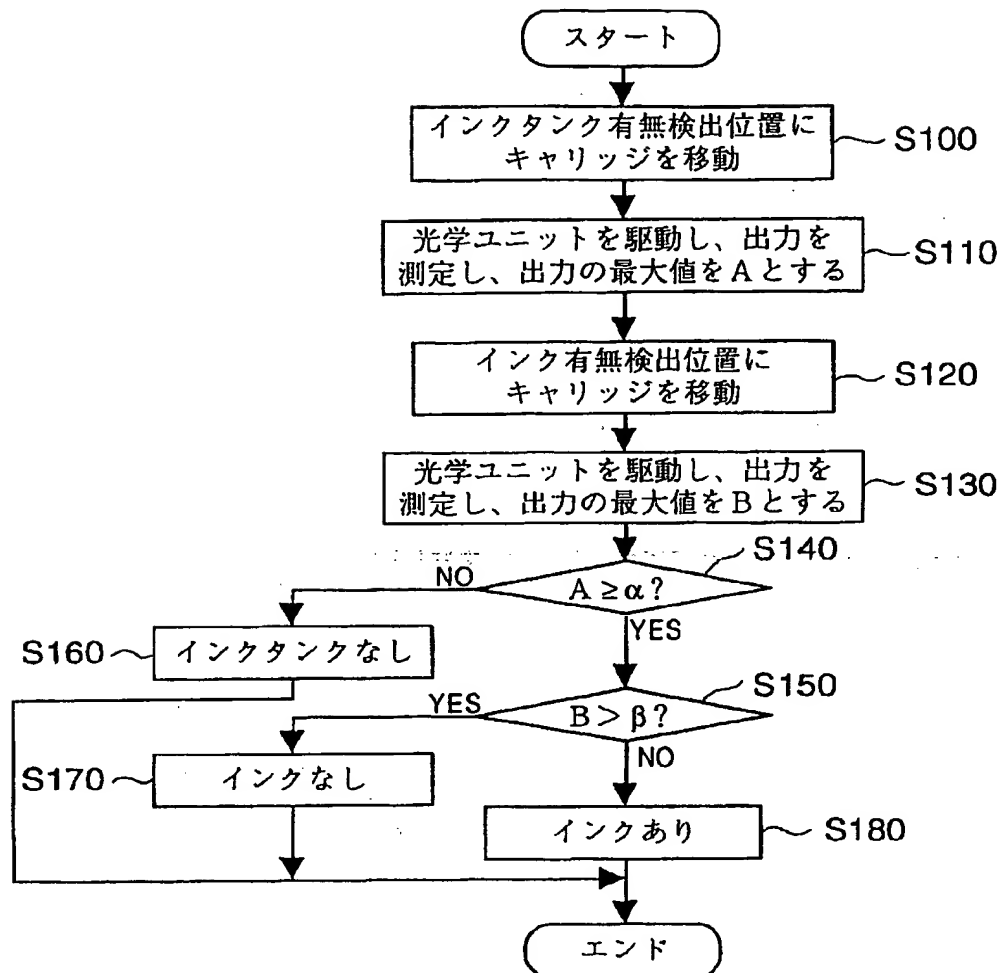 スタート
インクタンク有無検出位置に
キャリッジを移動
S100
光学ユニットを駆動し、出力を
測定し、出力の最大値をAとする
S110
インク有無検出位置に
キャリッジを移動
S120
光学ユニットを駆動し、出力を
測定し、出力の最大値をBとする
S130
S140
A≥α?
NO
YES
S160
インクタンクなし
S150
B>β?
YES
NO
S170
インクなし
インクあり
S180
エンド